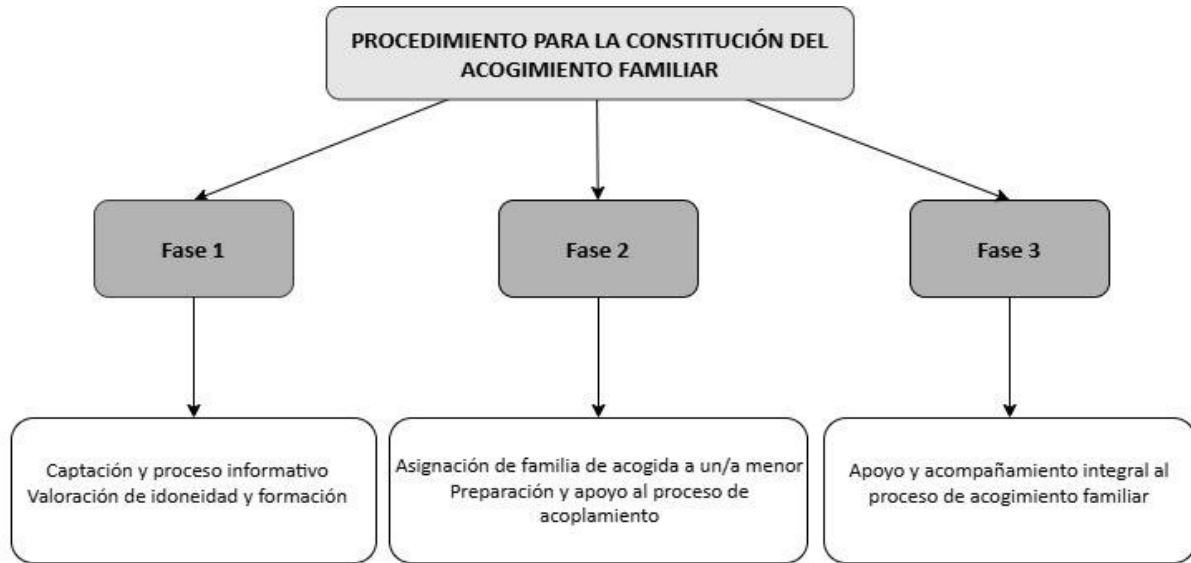 PROCEDIMIENTO PARA LA CONSTITUCIÓN DEL
ACOGIMIENTO FAMILIAR
Fase 1
Fase 2
Fase 3
Captación y proceso informativo
Valoración de idoneidad y formación
Asignación de familia de acogida a un/a menor
Preparación y apoyo al proceso de
acoplamiento
Apoyo y acompañamiento integral al
proceso de acogimiento familiar